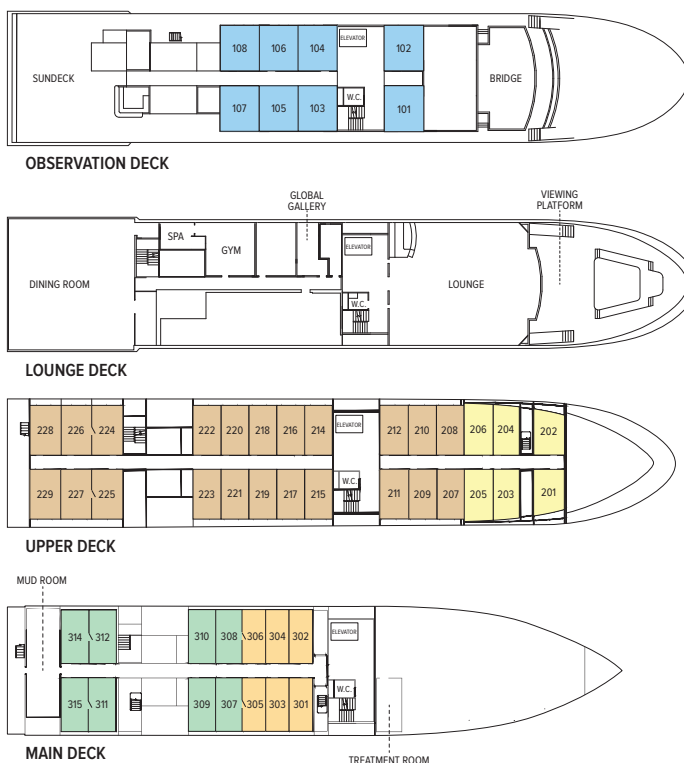 108 106 104 ELEVATOR 102
SUNDECK W.C. BRIDGE
107 105 103 101
OBSERVATION DECK
GLOBAL
GALLERY
VIEWING
PLATFORM
SPA
GYM
ELEVATOR
DINING ROOM LOUNGE
W.C.
LOUNGE DECK
228 226 224 222 220 218 216 214 ELEVATOR 212 210 208 206 204 202
W.C.
229 227 225 223 221 219 217 215 211 209 207 205 203 201
UPPER DECK
MUD ROOM
314 312 310 308 306 304 302 ELEVATOR
W.C.
315 311 309 307 305 303 301
MAIN DECK
TREATMENT ROOM